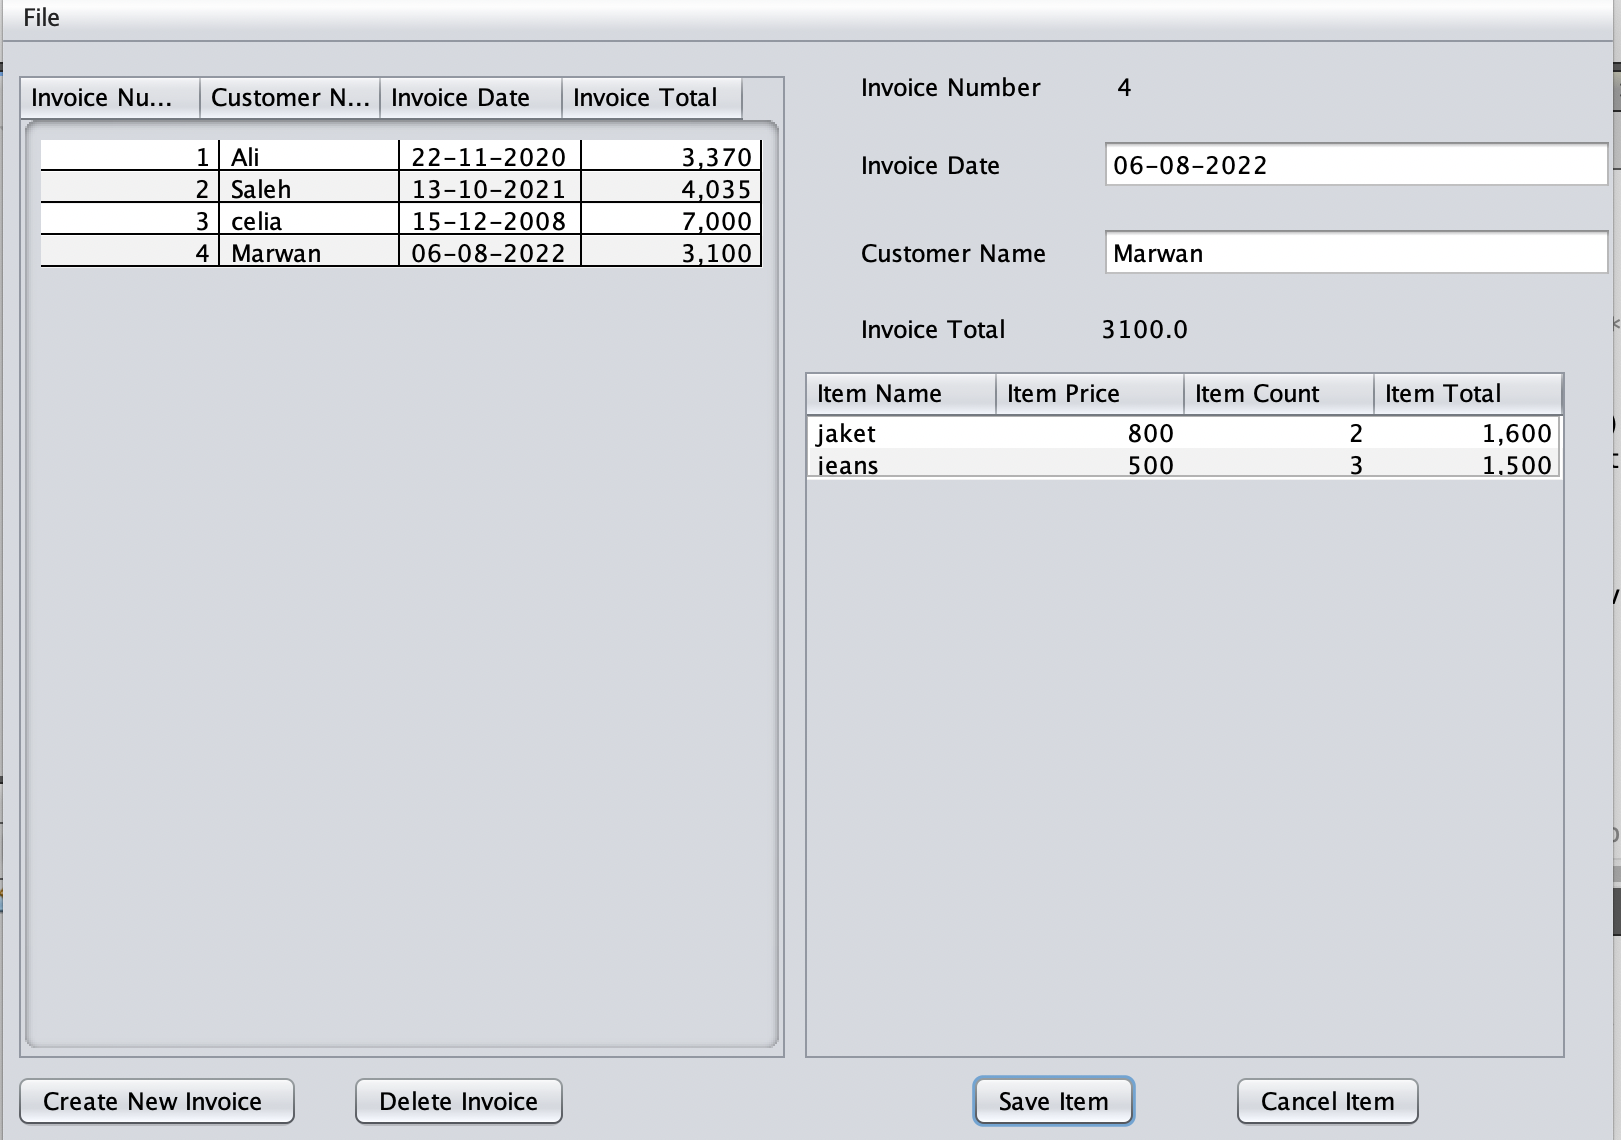 File
Invoice Nu... Customer N... Invoice Date Invoice Total
1 Ali 22-11-2020 3,370
2 Saleh 13-10-2021 4,035
3 celia 15-12-2008 7,000
4 Marwan 06-08-2022 3,100
Invoice Number 4
Invoice Date 06-08-2022
Customer Name Marwan
Invoice Total 3100.0
Item Name Item Price Item Count Item Total
jaket 800 2 1,600
jeans 500 3 1,500
Create New Invoice Delete Invoice Save Item Cancel Item